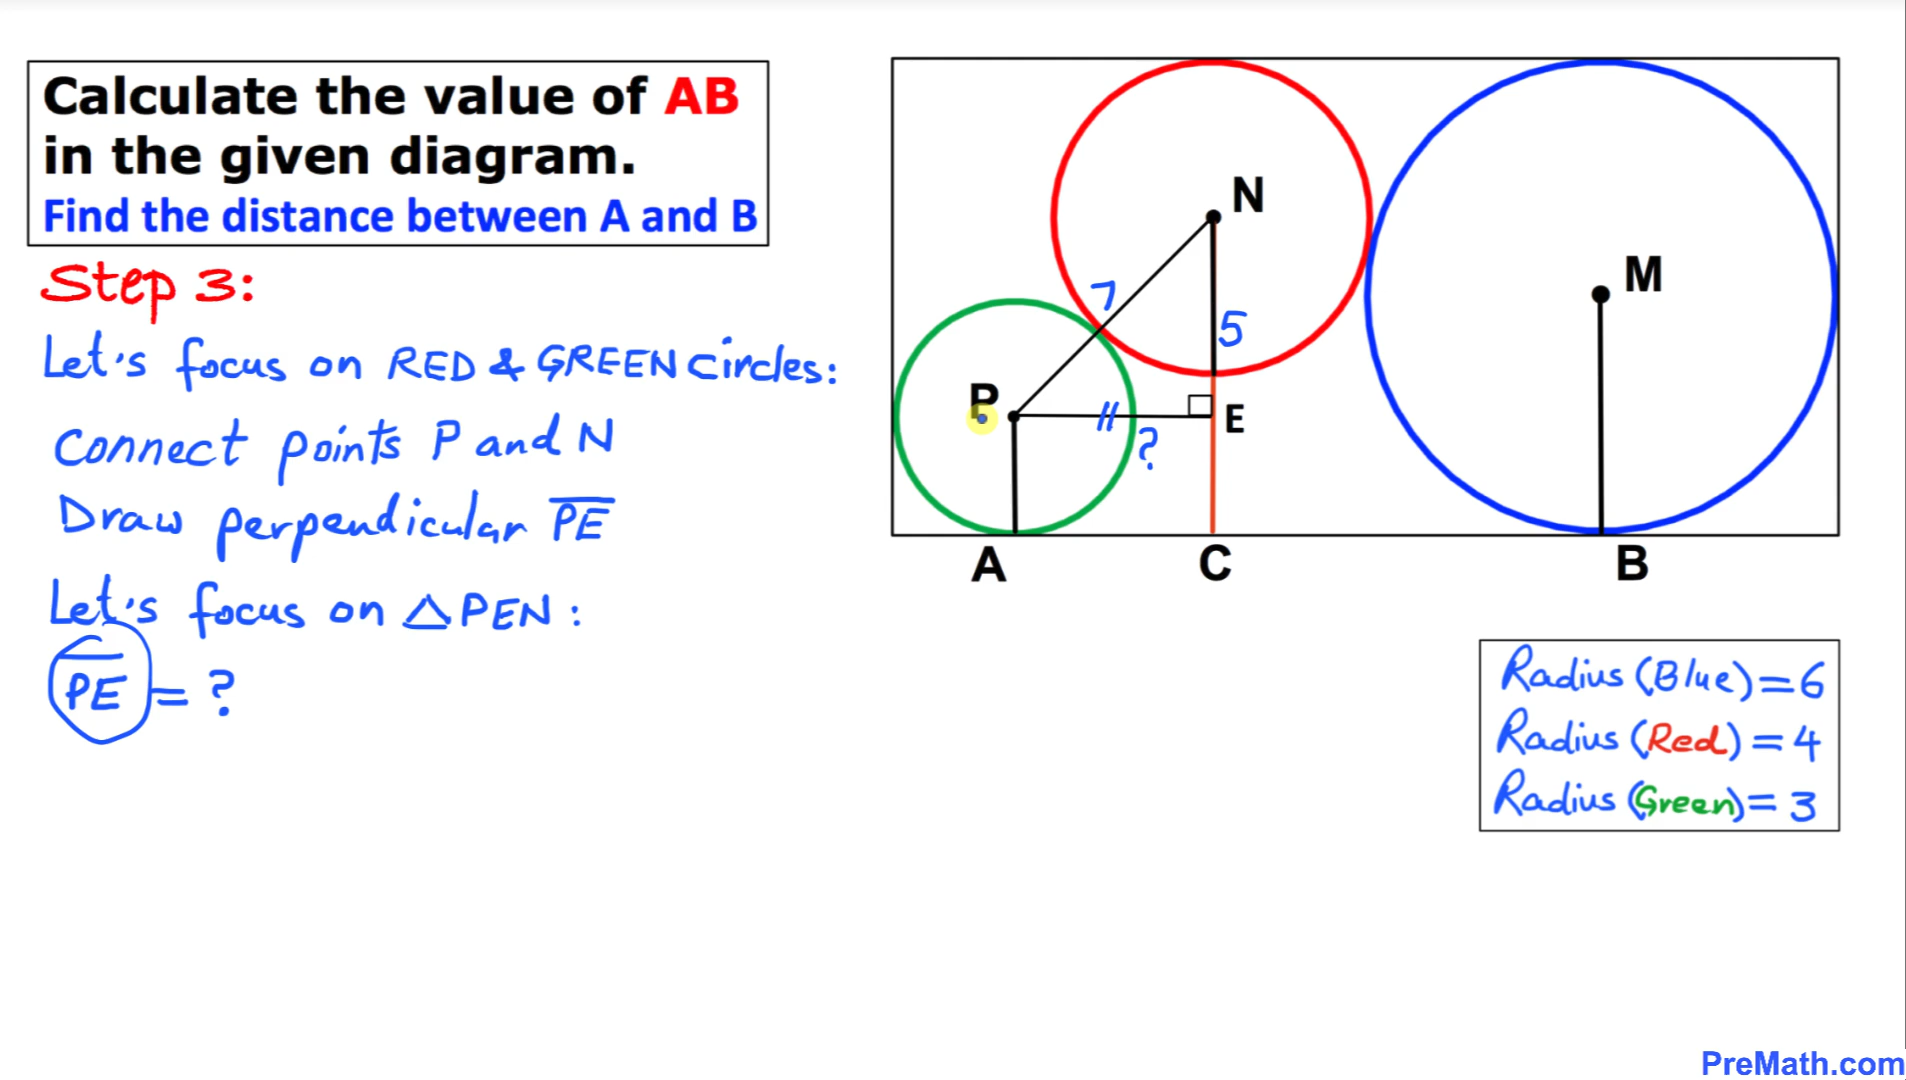 Calculate the value of AB
in the given diagram.
Find the distance between A and B
Step 3:
Let's focus on RED & GREEN circles:
Connect points P and N
Draw perpendicular PE
Let's focus on △PEN:
PE = ?
N
M
7
5
P
E
?
A
C
B
Radius (Blue) = 6
Radius (Red) = 4
Radius (Green) = 3
PreMath.com